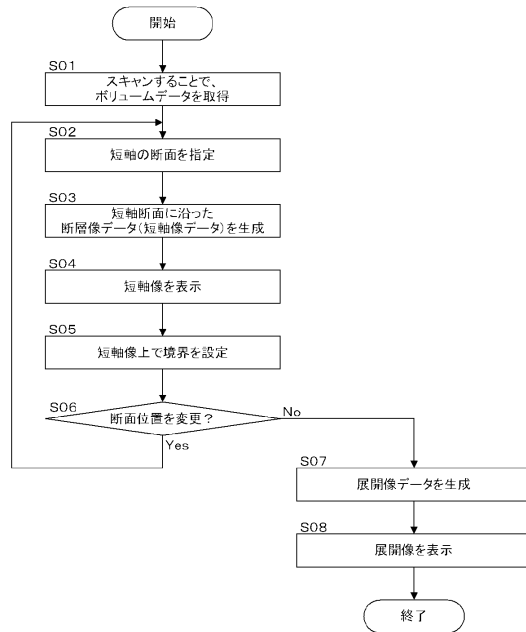 開始
S01
スキャンすることで、
ボリュームデータを取得
S02
短軸の断面を指定
S03
短軸断面に沿った
断層像データ(短軸像データ)を生成
S04
短軸像を表示
S05
短軸像上で境界を設定
S06
断面位置を変更？
No
Yes
S07
展開像データを生成
S08
展開像を表示
終了